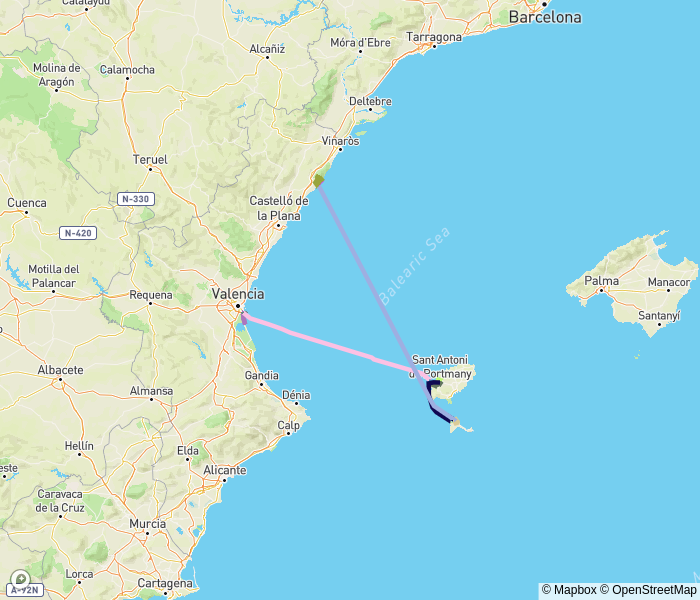 Barcelona
Catalayud
Móra d'Ebre
Tarragona
Alcañiz
Molina de
Aragón
Calamocha
Deltebre
Vinaròs
Teruel
N-330
Castelló de
la Plana
Cuenca
N-420
Balearic Sea
Motilla del
Palancar
Requena
Valencia
Palma
Manacor
Santanyí
Sant Antoni
de Portmany
Albacete
Gandia
Almansa
Dénia
Calp
Hellín
Elda
Alicante
Caravaca
de la Cruz
Murcia
Lorca
Cartagena
A-92N
© Mapbox © OpenStreetMap